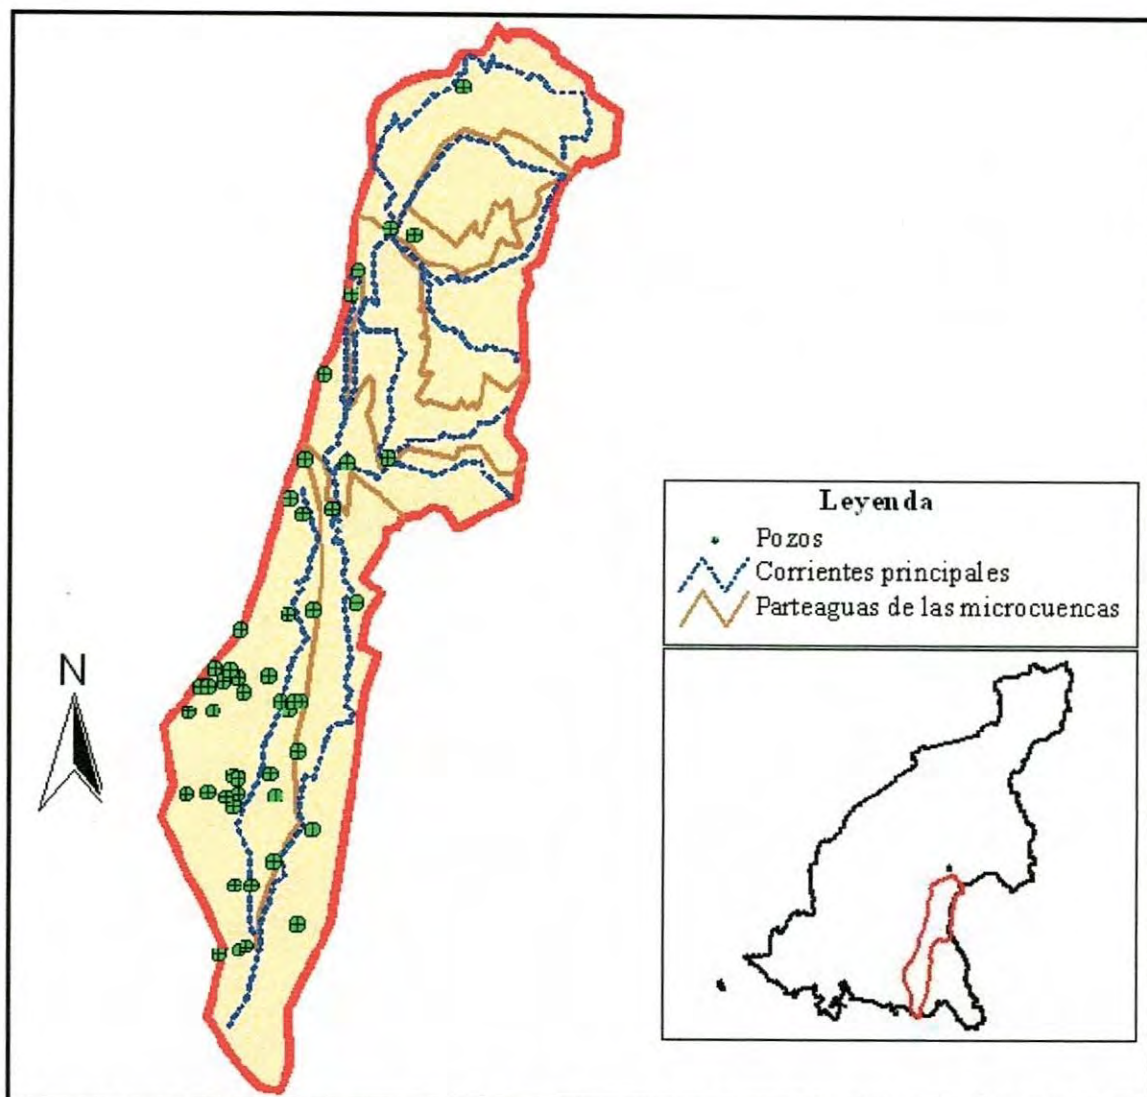 N
Leyenda
Pozos
Corrientes principales
Parteaguas de las microcuencas